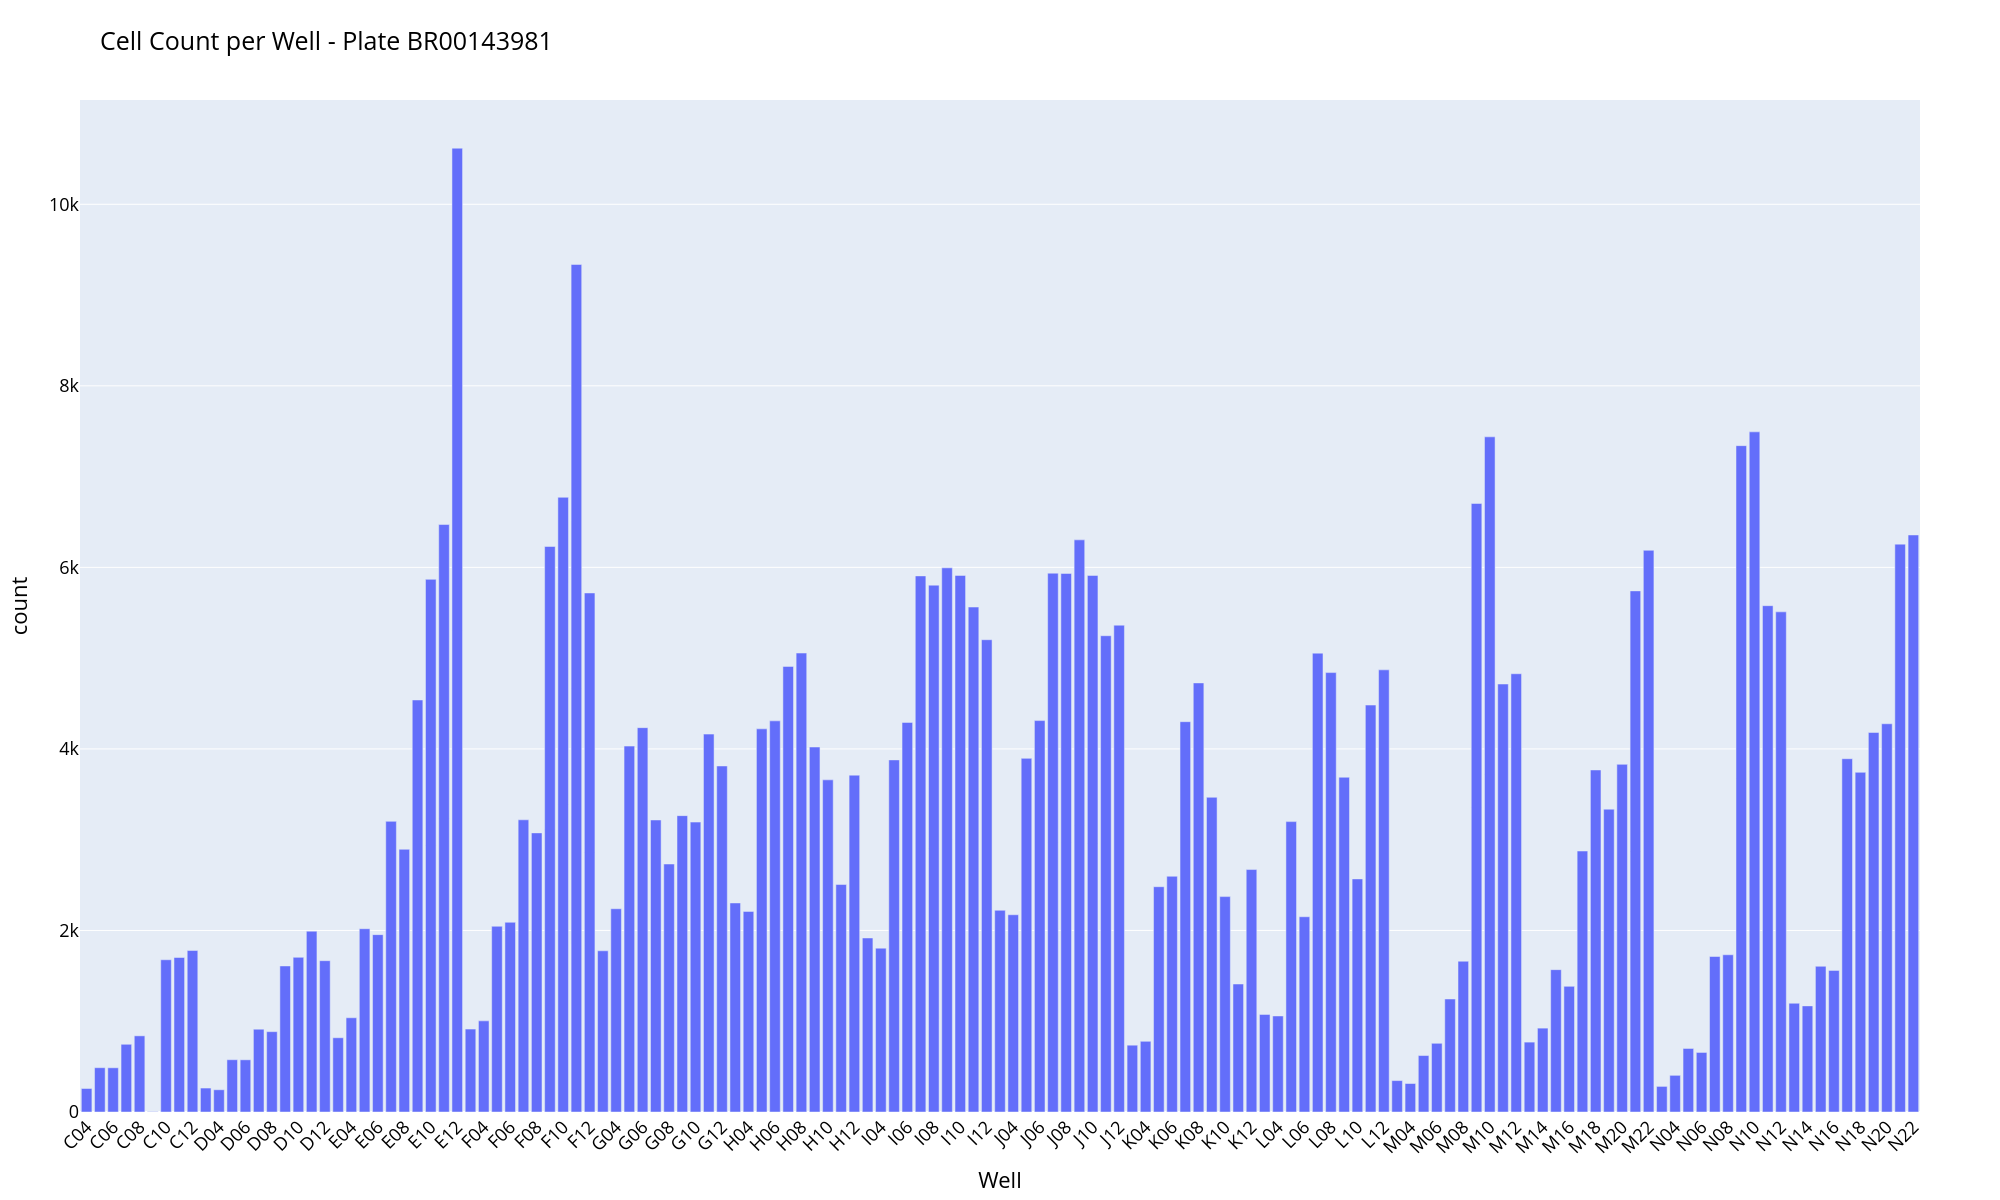 Cell Count per Well - Plate BR00143981
10k
8k
6k
4k
2k
0
count
C04 C06 C08 C10 C12 D04 D06 D08 D10 D12 E04 E06 E08 E10 E12 F04 F06 F08 F10 F12 G04 G06 G08 G10 G12 H04 H06 H08 H10 H12 I04 I06 I08 I10 I12 J04 J06 J08 J10 J12 K04 K06 K08 K10 K12 L04 L06 L08 L10 L12 M04 M06 M08 M10 M12 M14 M16 M18 M20 M22 N04 N06 N08 N10 N12 N14 N16 N18 N20 N22
Well